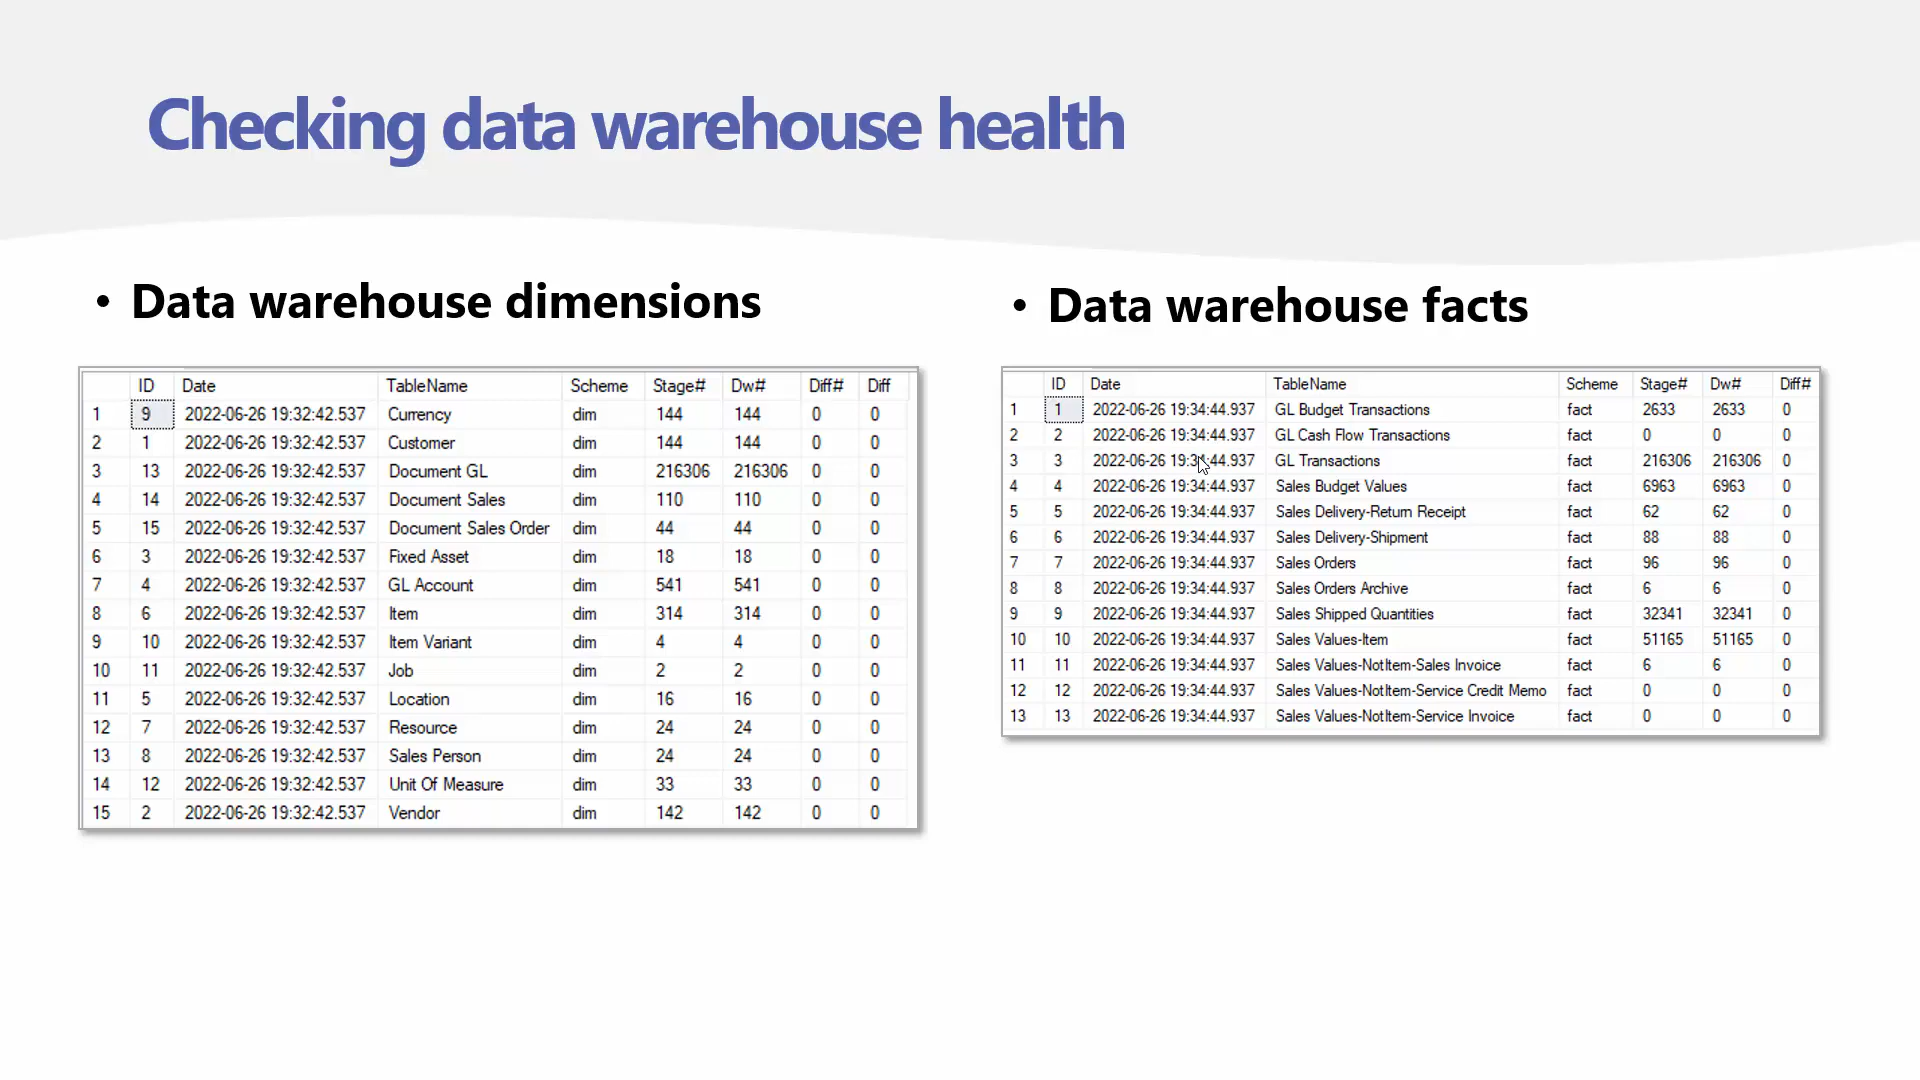 Checking data warehouse health
• Data warehouse dimensions
ID Date TableName Scheme Stage# Dw# Diff# Diff
1 9 2022-06-26 19:32:42.537 Currency dim 144 144 0 0
2 1 2022-06-26 19:32:42.537 Customer dim 144 144 0 0
3 13 2022-06-26 19:32:42.537 Document GL dim 216306 216306 0 0
4 14 2022-06-26 19:32:42.537 Document Sales dim 110 110 0 0
5 15 2022-06-26 19:32:42.537 Document Sales Order dim 44 44 0 0
6 3 2022-06-26 19:32:42.537 Fixed Asset dim 18 18 0 0
7 4 2022-06-26 19:32:42.537 GL Account dim 541 541 0 0
8 6 2022-06-26 19:32:42.537 Item dim 314 314 0 0
9 10 2022-06-26 19:32:42.537 Item Variant dim 4 4 0 0
10 11 2022-06-26 19:32:42.537 Job dim 2 2 0 0
11 5 2022-06-26 19:32:42.537 Location dim 16 16 0 0
12 7 2022-06-26 19:32:42.537 Resource dim 24 24 0 0
13 8 2022-06-26 19:32:42.537 Sales Person dim 24 24 0 0
14 12 2022-06-26 19:32:42.537 Unit Of Measure dim 33 33 0 0
15 2 2022-06-26 19:32:42.537 Vendor dim 142 142 0 0
• Data warehouse facts
ID Date TableName Scheme Stage# Dw# Diff#
1 1 2022-06-26 19:34:44.937 GL Budget Transactions fact 2633 2633 0
2 2 2022-06-26 19:34:44.937 GL Cash Flow Transactions fact 0 0 0
3 3 2022-06-26 19:34:44.937 GL Transactions fact 216306 216306 0
4 4 2022-06-26 19:34:44.937 Sales Budget Values fact 6963 6963 0
5 5 2022-06-26 19:34:44.937 Sales Delivery-Return Receipt fact 62 62 0
6 6 2022-06-26 19:34:44.937 Sales Delivery-Shipment fact 88 88 0
7 7 2022-06-26 19:34:44.937 Sales Orders fact 96 96 0
8 8 2022-06-26 19:34:44.937 Sales Orders Archive fact 6 6 0
9 9 2022-06-26 19:34:44.937 Sales Shipped Quantities fact 32341 32341 0
10 10 2022-06-26 19:34:44.937 Sales Values-Item fact 51165 51165 0
11 11 2022-06-26 19:34:44.937 Sales Values-NotItem-Sales Invoice fact 6 6 0
12 12 2022-06-26 19:34:44.937 Sales Values-NotItem-Service Credit Memo fact 0 0 0
13 13 2022-06-26 19:34:44.937 Sales Values-NotItem-Service Invoice fact 0 0 0